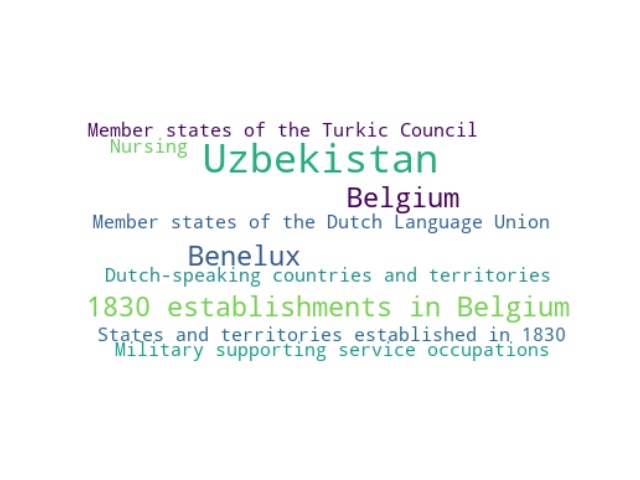 Member states of the Turkic Council
Nursing
Uzbekistan
Belgium
Member states of the Dutch Language Union
Benelux
Dutch-speaking countries and territories
1830 establishments in Belgium
States and territories established in 1830
Military supporting service occupations